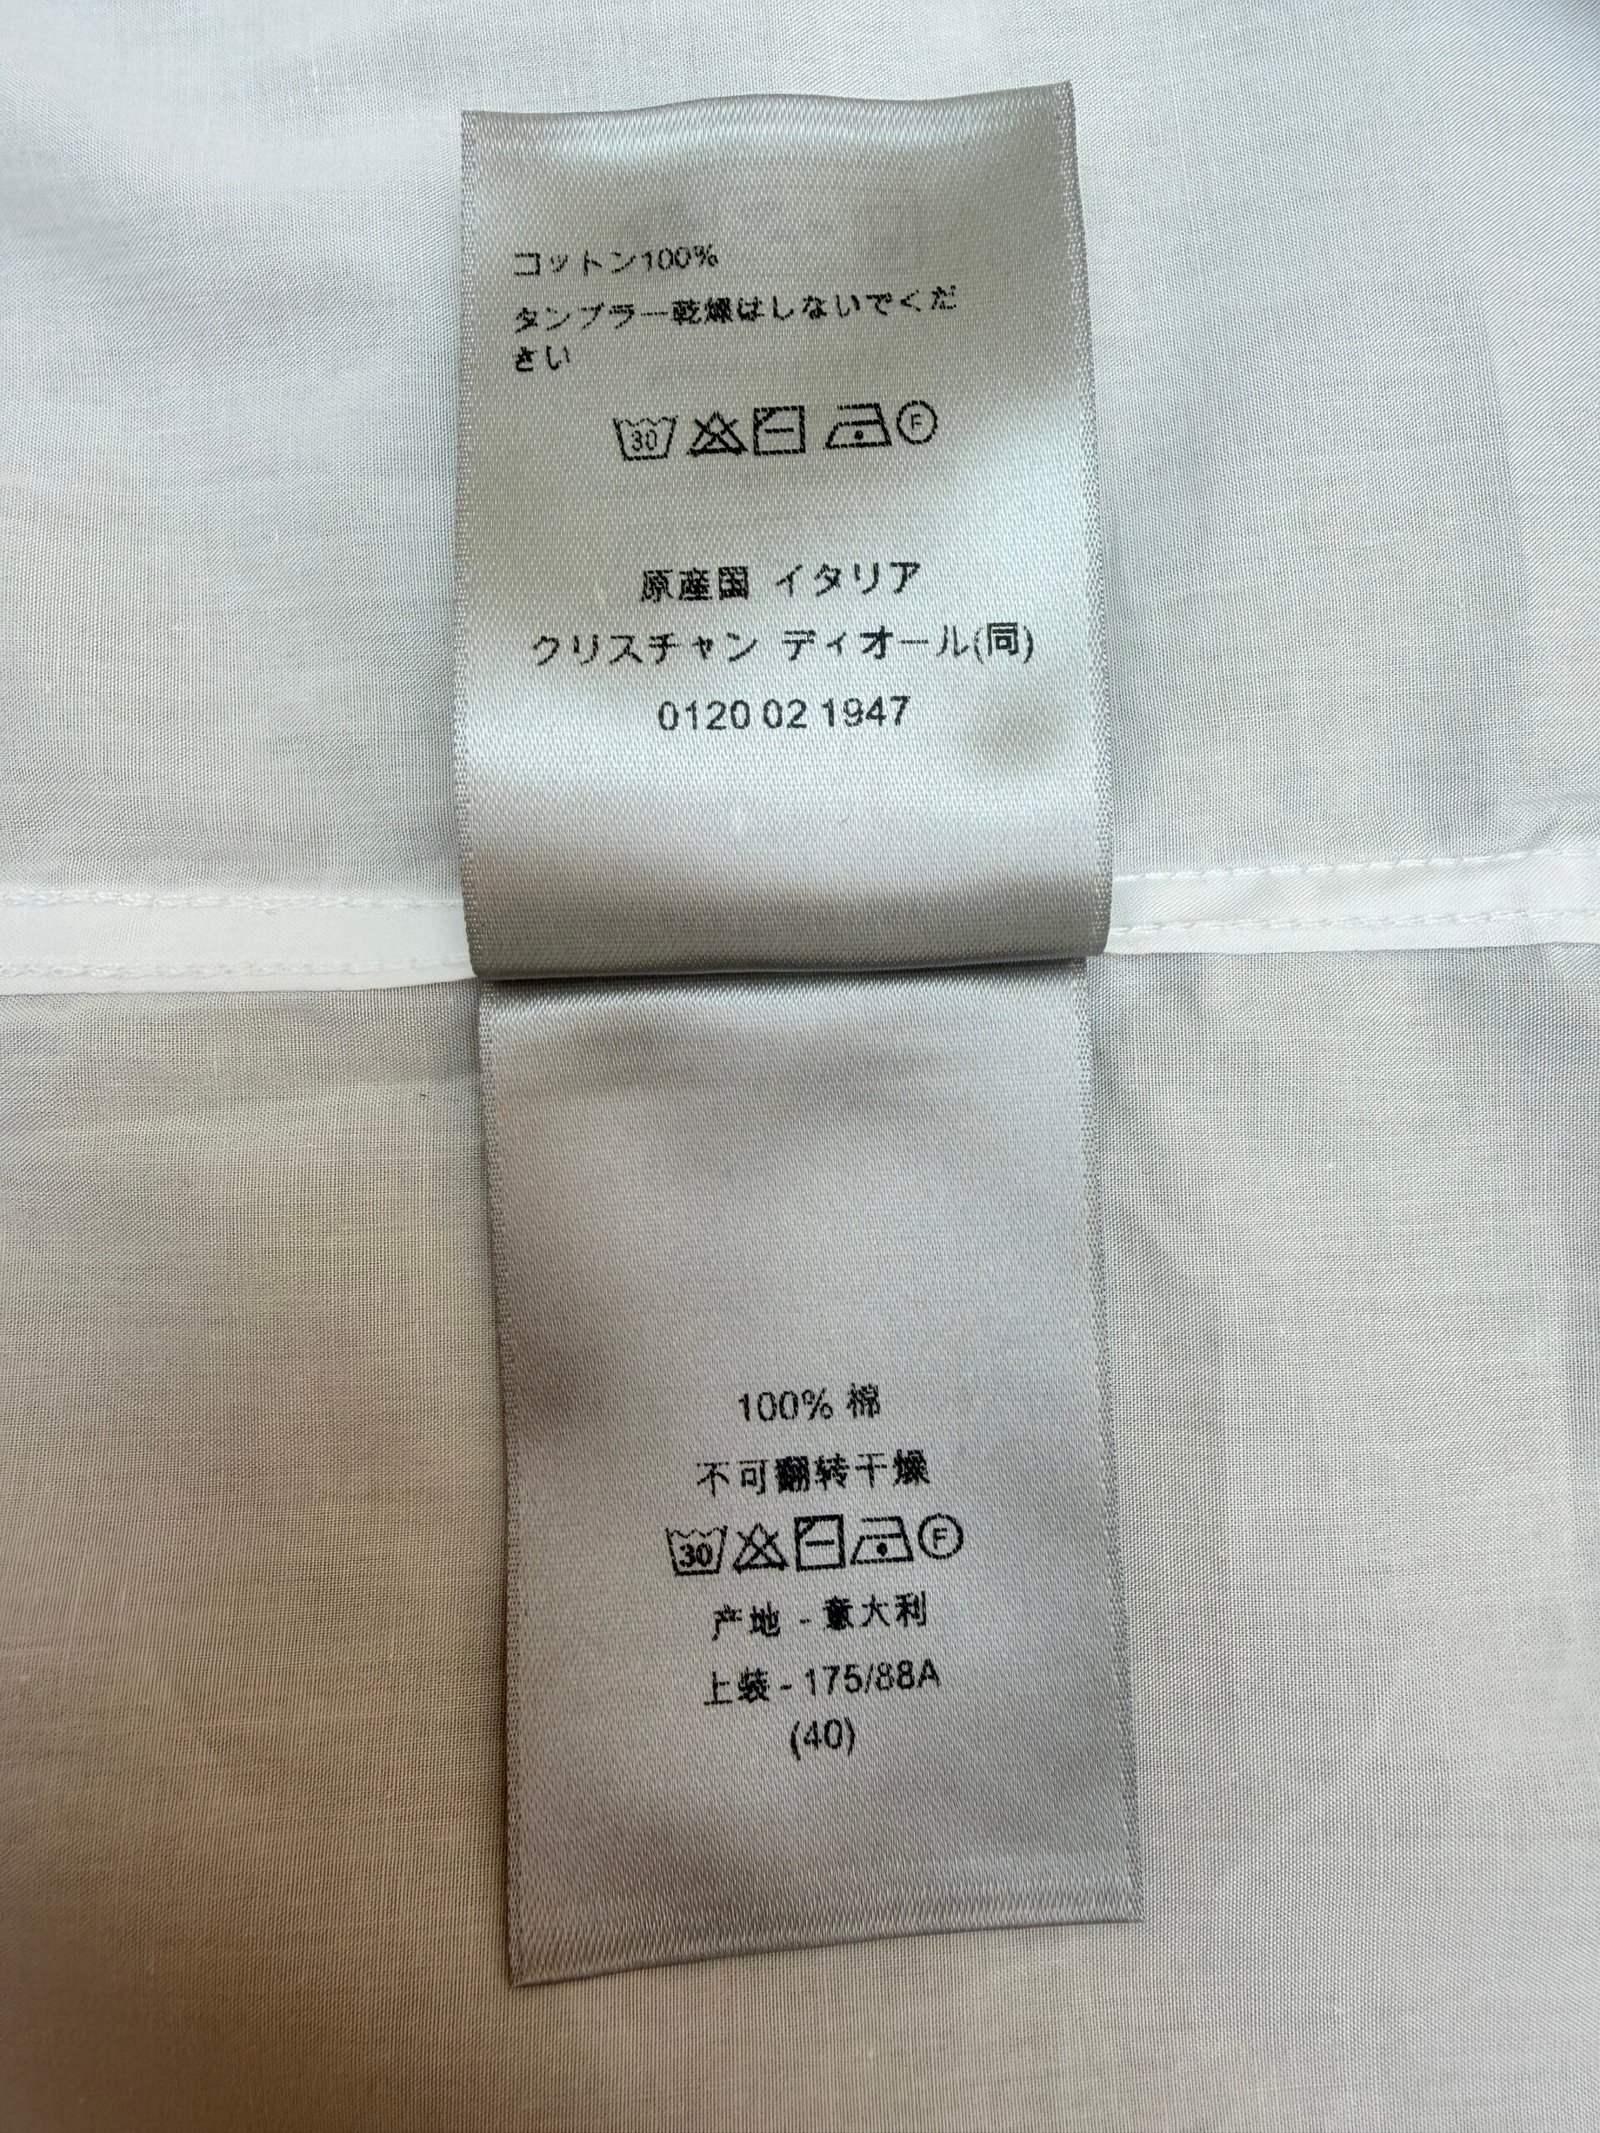 コットン100%
タンブラー乾燥はしないでくだ
さい
30 F
原産国 イタリア
クリスチャン ディオール(同)
0120 02 1947
100% 棉
不可翻转干燥
30 F
产地 - 意大利
上装 - 175/88A
(40)